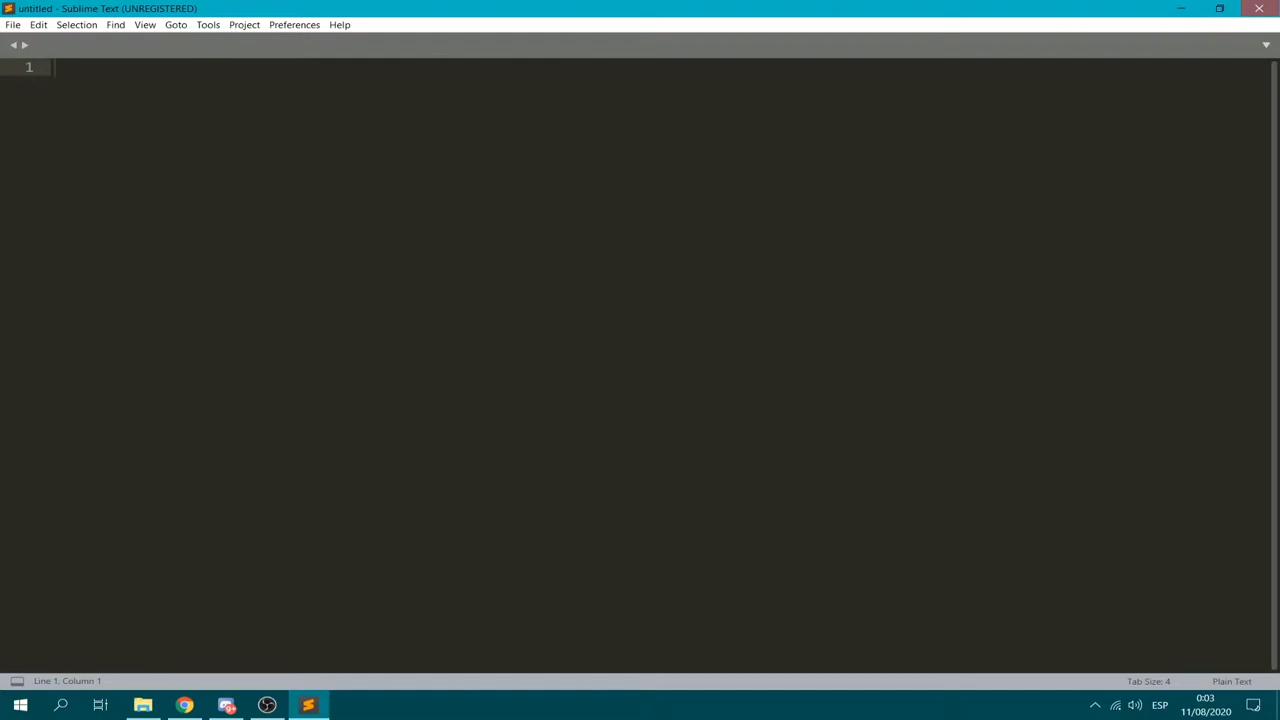 untitled - Sublime Text (UNREGISTERED)
File Edit Selection Find View Goto Tools Project Preferences Help
1
Line 1, Column 1
Tab Size: 4
Plain Text
ESP
0:03
11/08/2020